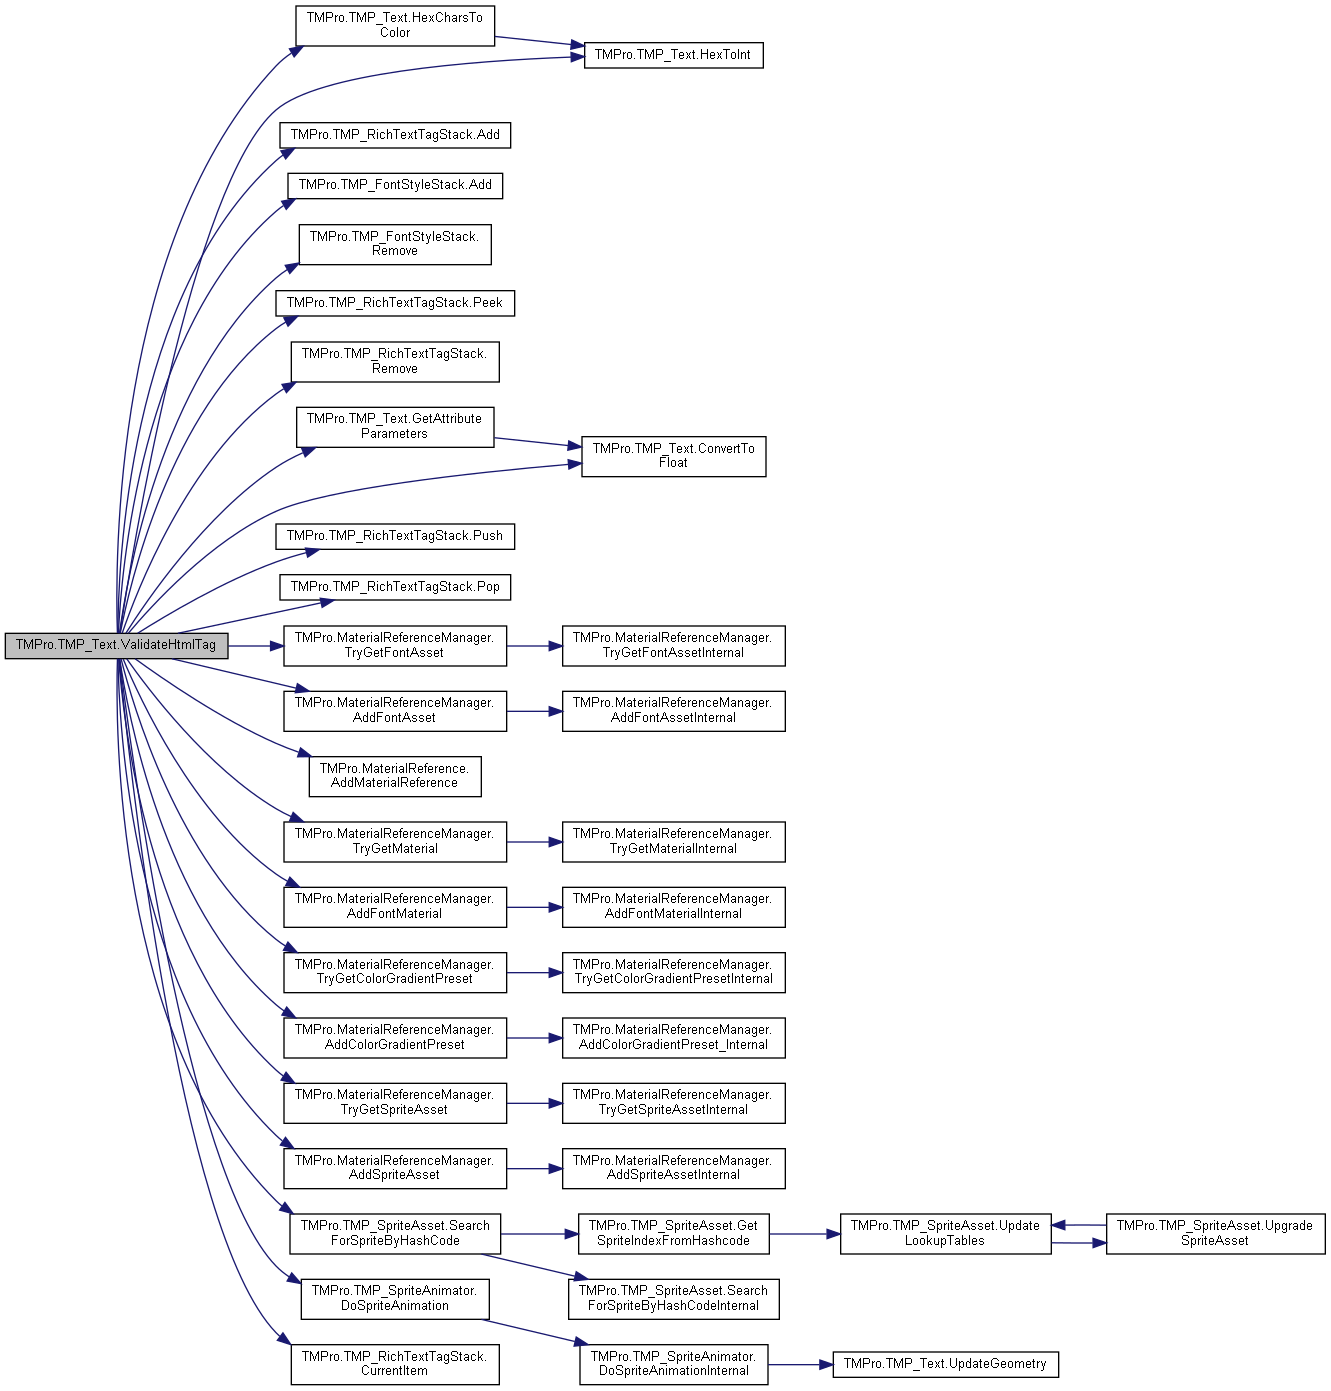 TMPro.TMP_Text.HexCharsTo
Color
TMPro.TMP_Text.HexToInt
TMPro.TMP_RichTextTagStack.Add
TMPro.TMP_FontStyleStack.Add
TMPro.TMP_FontStyleStack.
Remove
TMPro.TMP_RichTextTagStack.Peek
TMPro.TMP_RichTextTagStack.
Remove
TMPro.TMP_Text.GetAttribute
Parameters
TMPro.TMP_Text.ConvertTo
Float
TMPro.TMP_RichTextTagStack.Push
TMPro.TMP_RichTextTagStack.Pop
TMPro.TMP_Text.ValidateHtmlTag
TMPro.MaterialReferenceManager.
TryGetFontAsset
TMPro.MaterialReferenceManager.
TryGetFontAssetInternal
TMPro.MaterialReferenceManager.
AddFontAsset
TMPro.MaterialReferenceManager.
AddFontAssetInternal
TMPro.MaterialReference.
AddMaterialReference
TMPro.MaterialReferenceManager.
TryGetMaterial
TMPro.MaterialReferenceManager.
TryGetMaterialInternal
TMPro.MaterialReferenceManager.
AddFontMaterial
TMPro.MaterialReferenceManager.
AddFontMaterialInternal
TMPro.MaterialReferenceManager.
TryGetColorGradientPreset
TMPro.MaterialReferenceManager.
TryGetColorGradientPresetInternal
TMPro.MaterialReferenceManager.
AddColorGradientPreset
TMPro.MaterialReferenceManager.
AddColorGradientPreset_Internal
TMPro.MaterialReferenceManager.
TryGetSpriteAsset
TMPro.MaterialReferenceManager.
TryGetSpriteAssetInternal
TMPro.MaterialReferenceManager.
AddSpriteAsset
TMPro.MaterialReferenceManager.
AddSpriteAssetInternal
TMPro.TMP_SpriteAsset.Search
ForSpriteByHashCode
TMPro.TMP_SpriteAsset.Get
SpriteIndexFromHashcode
TMPro.TMP_SpriteAsset.Update
LookupTables
TMPro.TMP_SpriteAsset.Upgrade
SpriteAsset
TMPro.TMP_SpriteAsset.Search
ForSpriteByHashCodeInternal
TMPro.TMP_SpriteAnimator.
DoSpriteAnimation
TMPro.TMP_SpriteAnimator.
DoSpriteAnimationInternal
TMPro.TMP_Text.UpdateGeometry
TMPro.TMP_RichTextTagStack.
CurrentItem